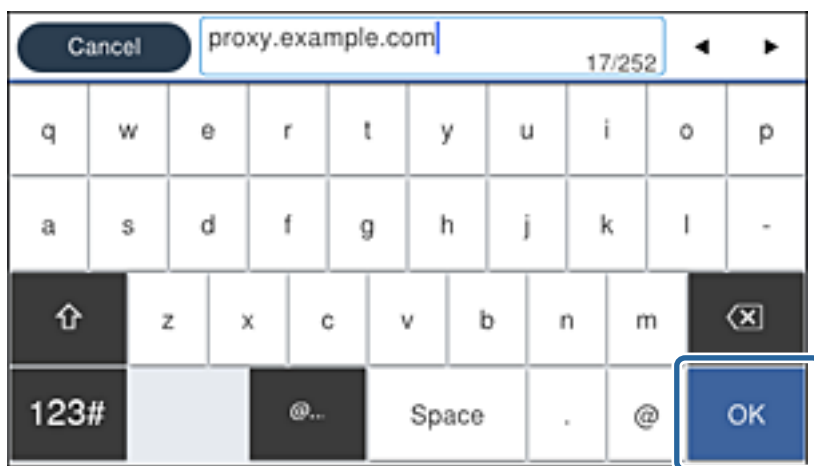 Cancel proxy.example.com
17/252 ◄ ►
q w e r t y u i o p
a s d f g h j k l -
z x c v b n m
123# @... Space . @ OK